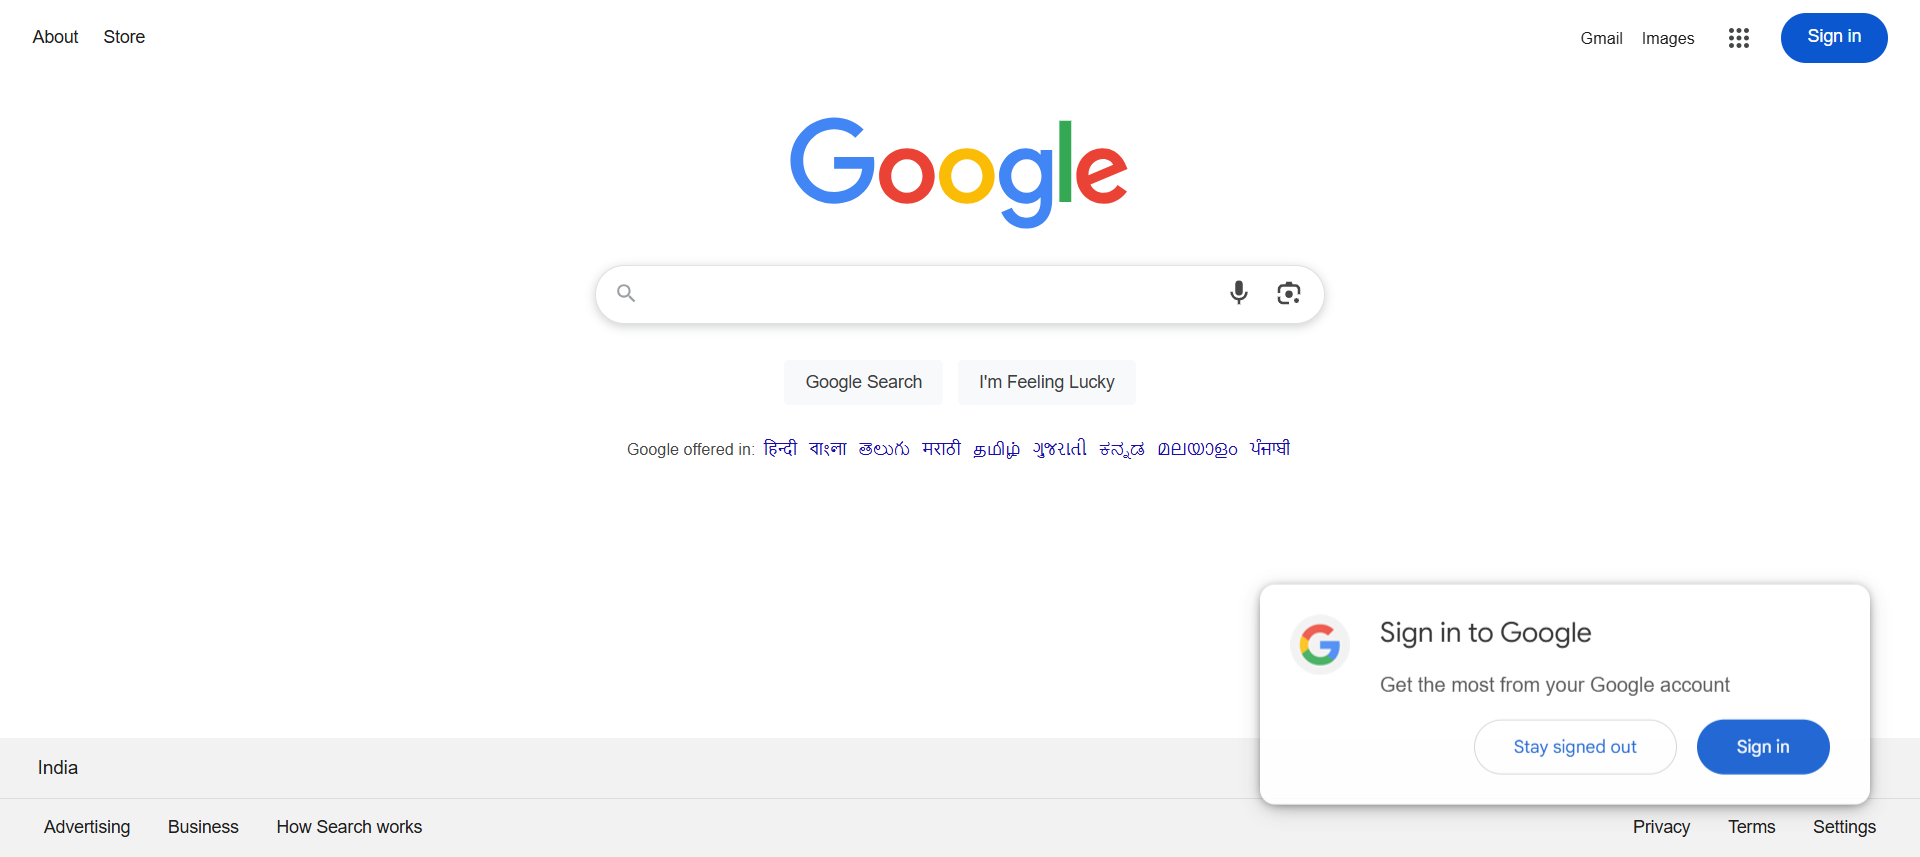 About Store
Gmail Images Sign in
Google
Google Search I'm Feeling Lucky
Google offered in: हिन्दी বাংলা తెలుగు मराठी தமிழ் ગુજરાતી ಕನ್ನಡ മലയാളം ਪੰਜਾਬੀ
Sign in to Google
Get the most from your Google account
Stay signed out Sign in
India
Advertising Business How Search works
Privacy Terms Settings